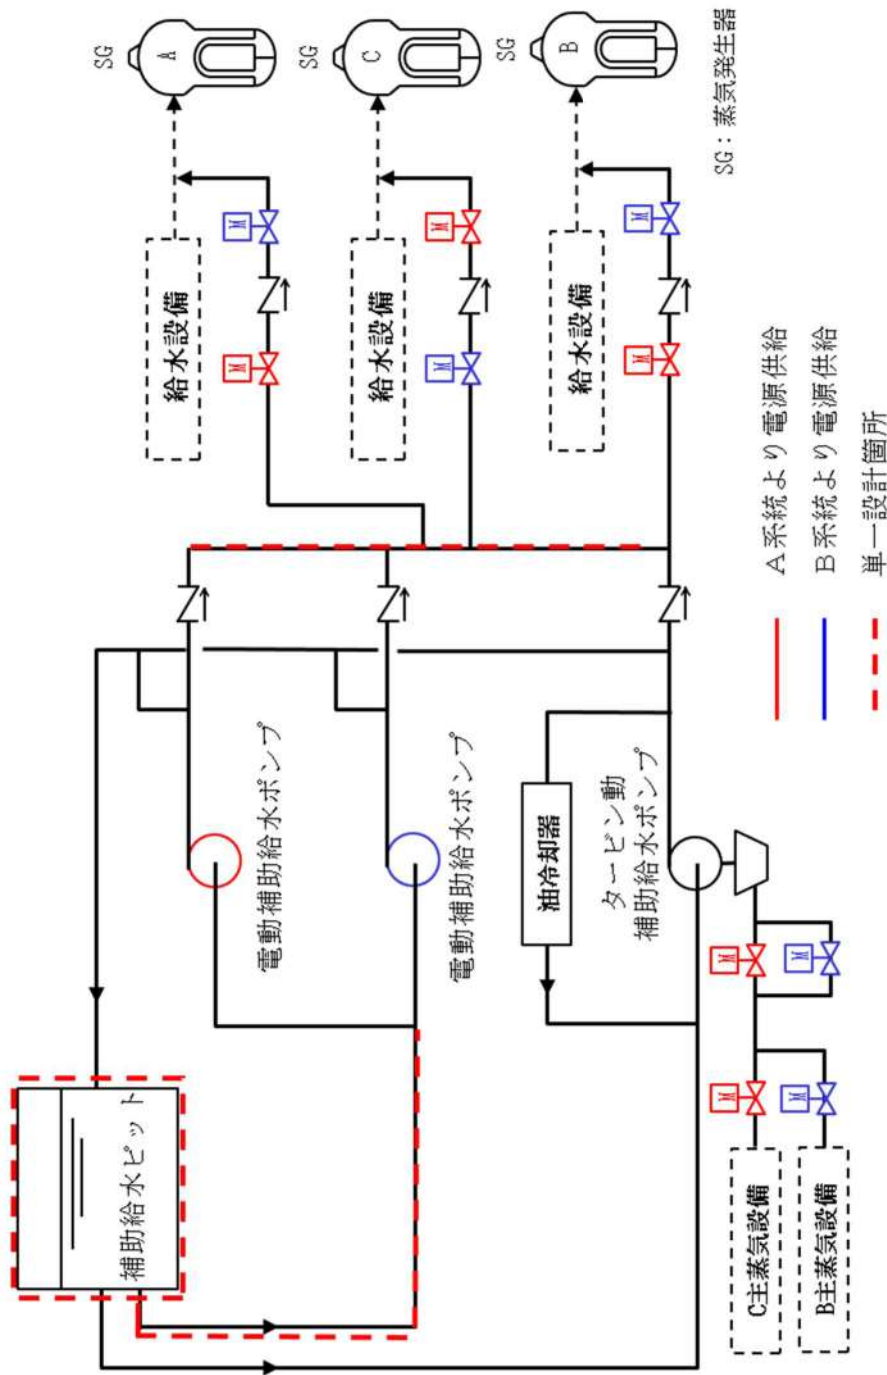 SG
A
SG
C
SG
B
SG：蒸気発生器
M
給水設備
M
M
給水設備
M
M
給水設備
M
電動補助給水ポンプ
電動補助給水ポンプ
油冷却器
タービン動
補助給水ポンプ
補助給水ピット
M
M
M
M
C主蒸気設備
B主蒸気設備
A系統より電源供給
B系統より電源供給
単一設計箇所